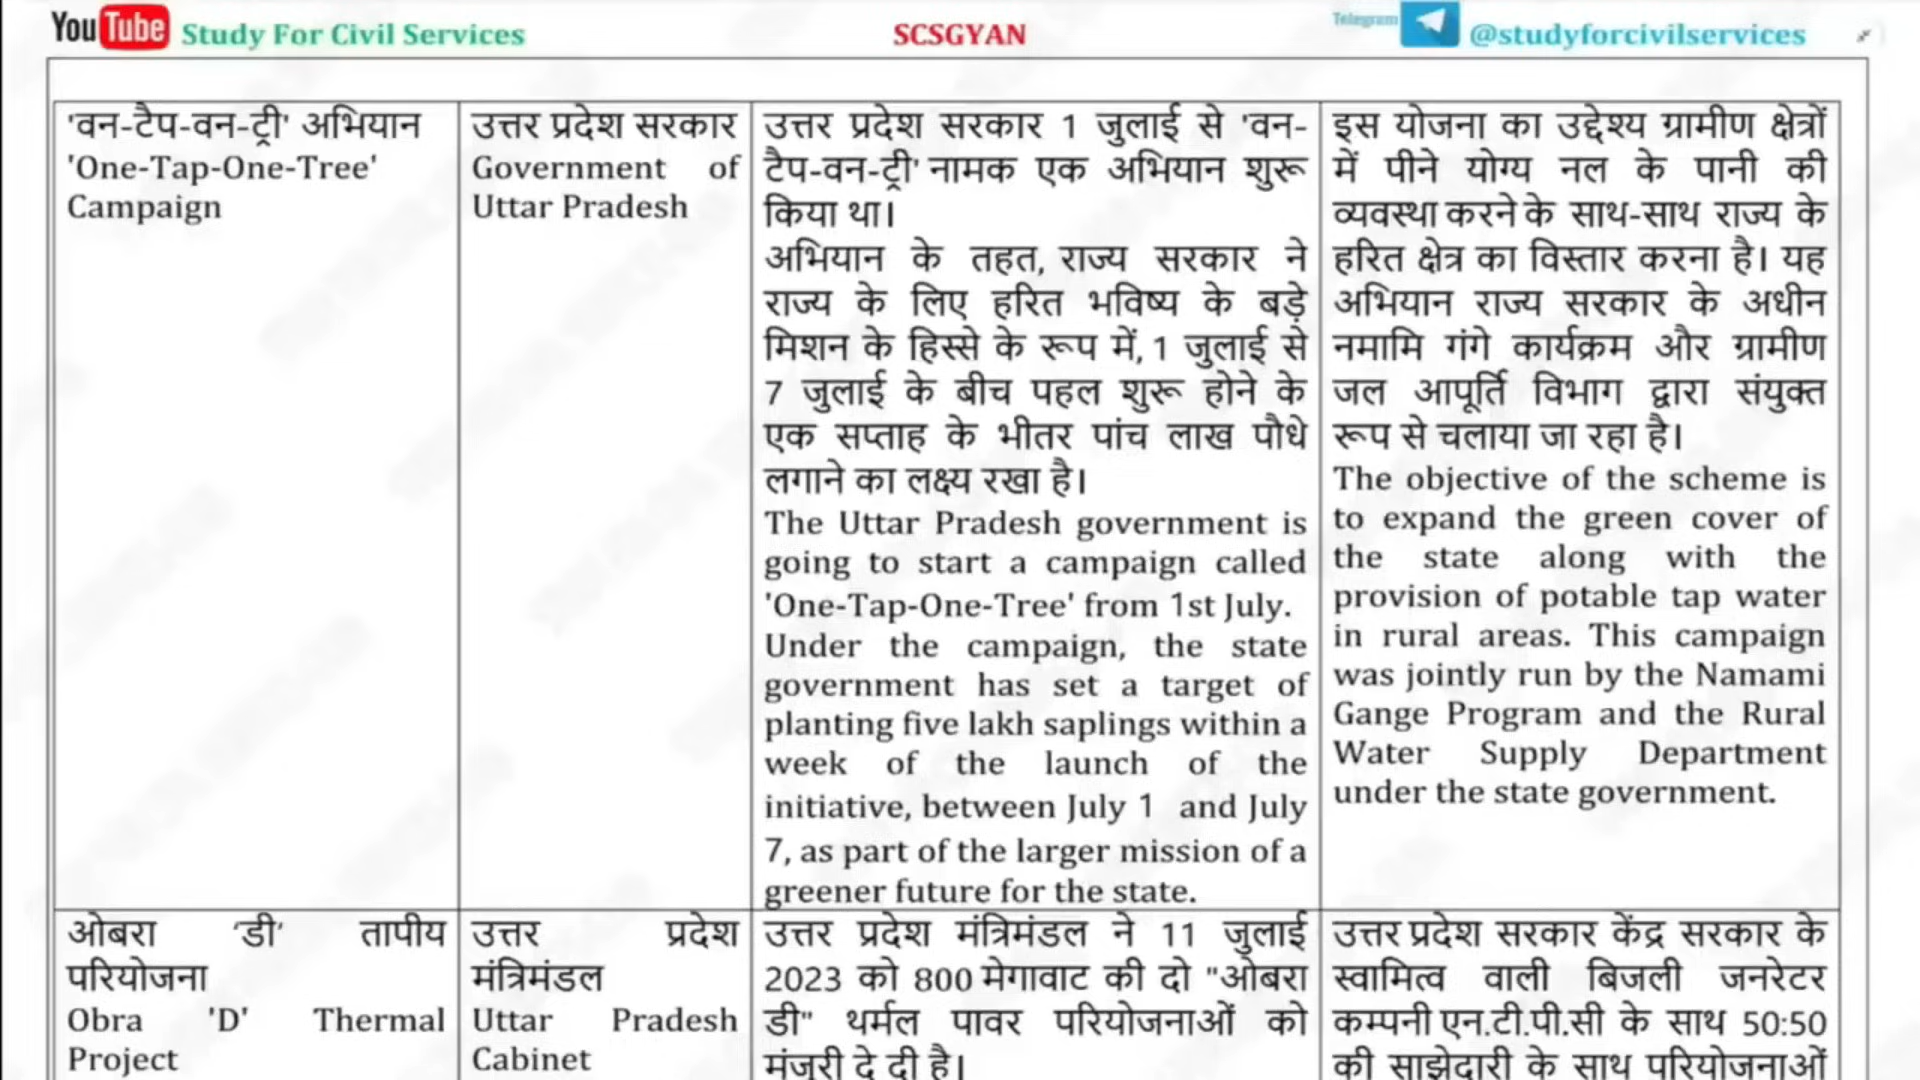 YouTube Study For Civil Services SCSGYAN Telegram @studyforcivilservices
'वन-टैप-वन-ट्री' अभियान
'One-Tap-One-Tree'
Campaign
उत्तर प्रदेश सरकार
Government of
Uttar Pradesh
उत्तर प्रदेश सरकार 1 जुलाई से 'वन-
टैप-वन-ट्री' नामक एक अभियान शुरू
किया था।
अभियान के तहत, राज्य सरकार ने
राज्य के लिए हरित भविष्य के बड़े
मिशन के हिस्से के रूप में, 1 जुलाई से
7 जुलाई के बीच पहल शुरू होने के
एक सप्ताह के भीतर पांच लाख पौधे
लगाने का लक्ष्य रखा है।
The Uttar Pradesh government is
going to start a campaign called
'One-Tap-One-Tree' from 1st July.
Under the campaign, the state
government has set a target of
planting five lakh saplings within a
week of the launch of the
initiative, between July 1 and July
7, as part of the larger mission of a
greener future for the state.
इस योजना का उद्देश्य ग्रामीण क्षेत्रों
में पीने योग्य नल के पानी की
व्यवस्था करने के साथ-साथ राज्य के
हरित क्षेत्र का विस्तार करना है। यह
अभियान राज्य सरकार के अधीन
नमामि गंगे कार्यक्रम और ग्रामीण
जल आपूर्ति विभाग द्वारा संयुक्त
रूप से चलाया जा रहा है।
The objective of the scheme is
to expand the green cover of
the state along with the
provision of potable tap water
in rural areas. This campaign
was jointly run by the Namami
Gange Program and the Rural
Water Supply Department
under the state government.
ओबरा ‘डी’ तापीय
परियोजना
Obra 'D' Thermal
Project
उत्तर प्रदेश
मंत्रिमंडल
Uttar Pradesh
Cabinet
उत्तर प्रदेश मंत्रिमंडल ने 11 जुलाई
2023 को 800 मेगावाट की दो "ओबरा
डी" थर्मल पावर परियोजनाओं को
मंजूरी दे दी है।
उत्तर प्रदेश सरकार केंद्र सरकार के
स्वामित्व वाली बिजली जनरेटर
कम्पनी एन.टी.पी.सी के साथ 50:50
की साझेदारी के साथ परियोजनाओं